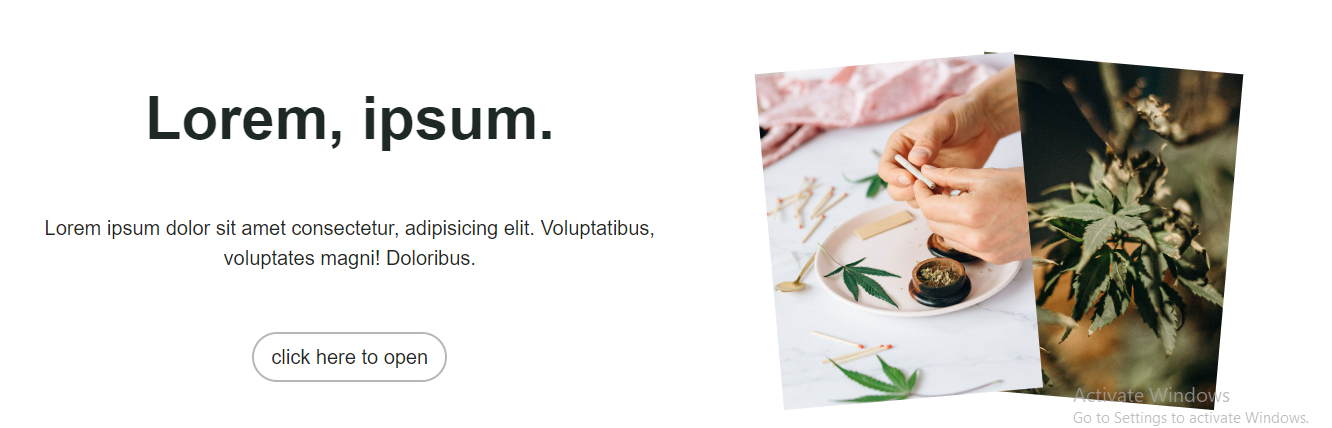 Lorem, ipsum.
Lorem ipsum dolor sit amet consectetur, adipisicing elit. Voluptatibus,
voluptates magni! Doloribus.
click here to open
Activate Windows
Go to Settings to activate Windows.